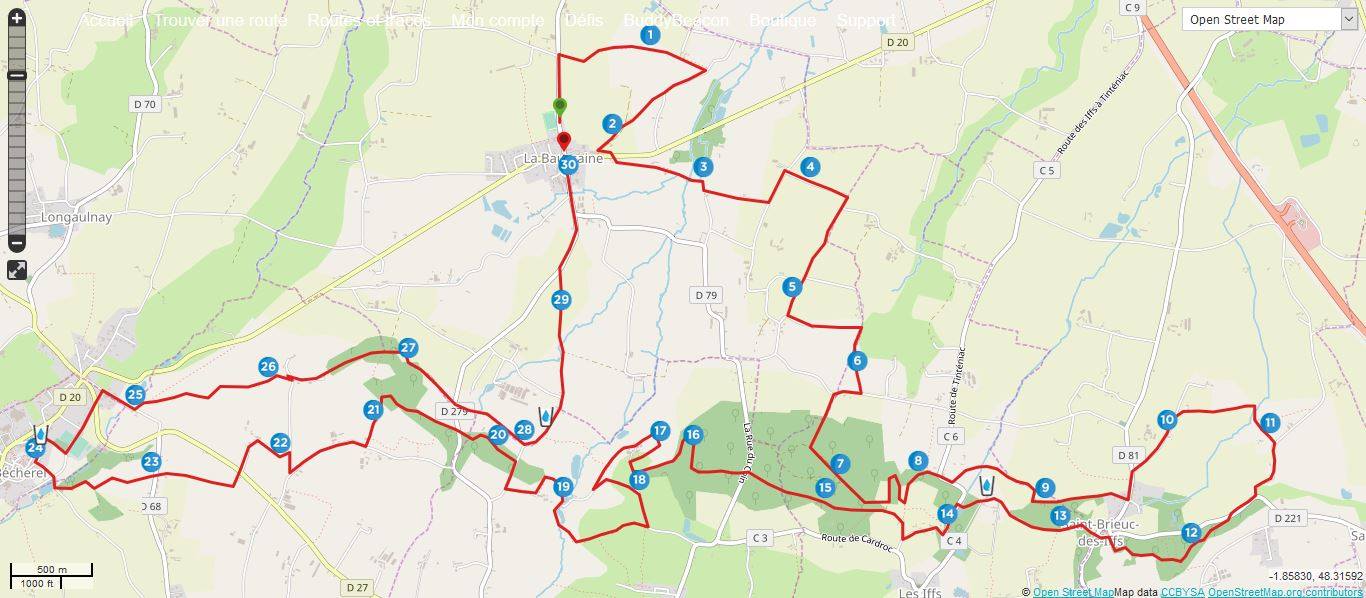 Accueil Trouver une route Routes et traces Mon compte Défis BuddyBeacon Boutique Support
Open Street Map
C 9
D 20
1
D 70
2
La Baussaine
30
3
4
C 5
Route des Iffs à Tinténiac
Longaulnay
5
29
D 79
6
27
26
25
D 20
D 279
21
22
20
28
17
16
La Rue du Clin
Route de Tinténiac
C 6
10
11
D 81
24
Bécherel
23
7
8
15
18
19
9
13
14
12
D 221
D 68
Saint-Brieuc-
des-Iffs
C 3
Route de Cardroc
C 4
Sa
500 m
1000 ft
D 27
Les Iffs
-1.85830, 48.31592
© Open Street MapMap data CCBYSA OpenStreetMap.org contributors